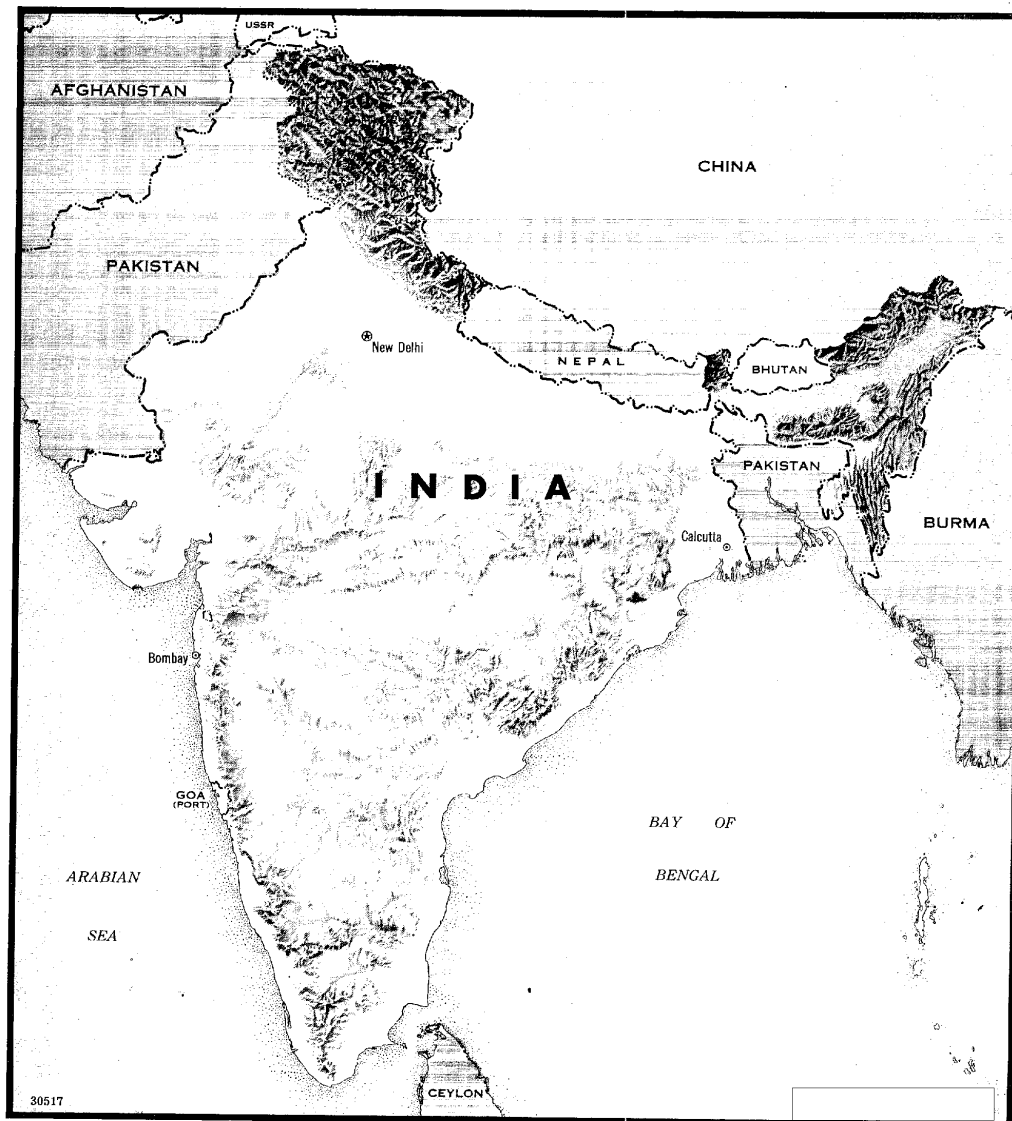 USSR
AFGHANISTAN
CHINA
PAKISTAN
New Delhi
NEPAL
BHUTAN
INDIA
PAKISTAN
BURMA
Calcutta
Bombay
GOA
(PORT)
BAY OF
BENGAL
ARABIAN
SEA
CEYLON
30517